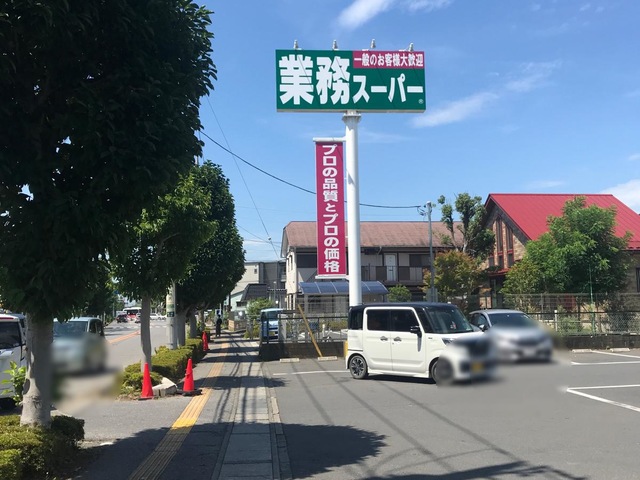 一般のお客様大歓迎
業務スーパー
プロの品質とプロの価格